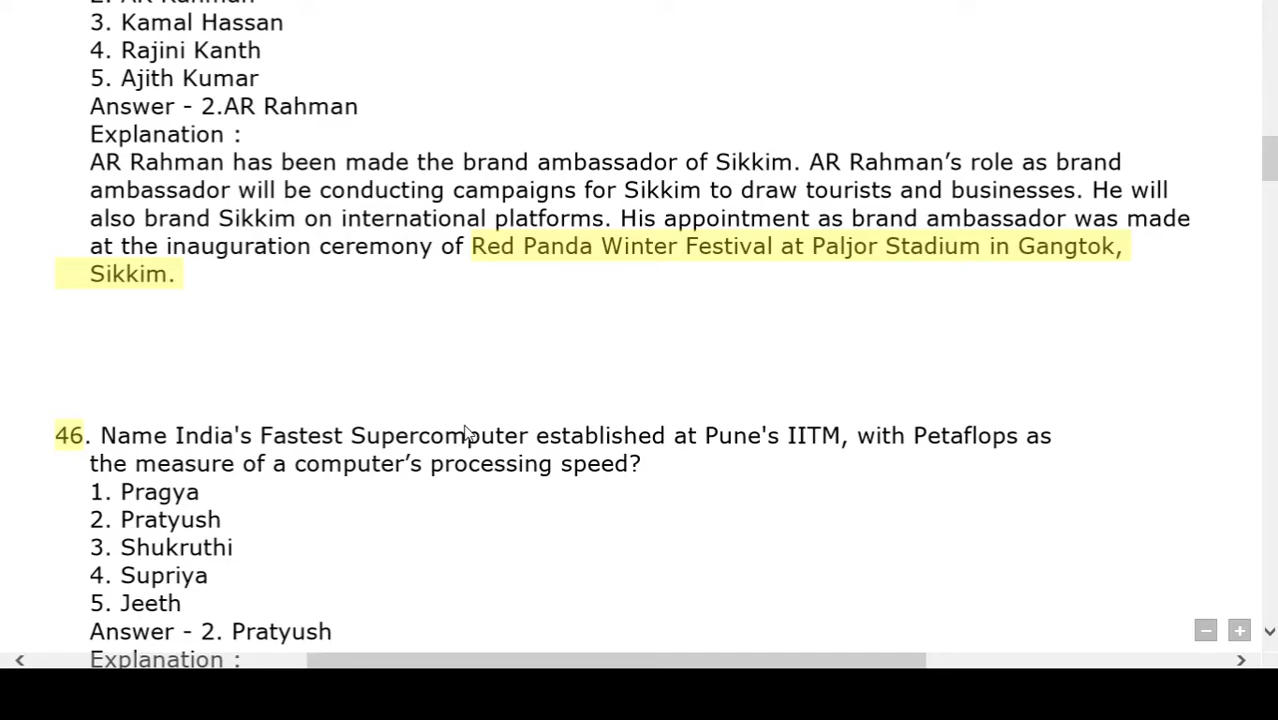 2. AR Rahman
3. Kamal Hassan
4. Rajini Kanth
5. Ajith Kumar
Answer - 2.AR Rahman
Explanation :
AR Rahman has been made the brand ambassador of Sikkim. AR Rahman’s role as brand
ambassador will be conducting campaigns for Sikkim to draw tourists and businesses. He will
also brand Sikkim on international platforms. His appointment as brand ambassador was made
at the inauguration ceremony of Red Panda Winter Festival at Paljor Stadium in Gangtok,
Sikkim.
46. Name India's Fastest Supercomputer established at Pune's IITM, with Petaflops as
the measure of a computer’s processing speed?
1. Pragya
2. Pratyush
3. Shukruthi
4. Supriya
5. Jeeth
Answer - 2. Pratyush
Explanation :